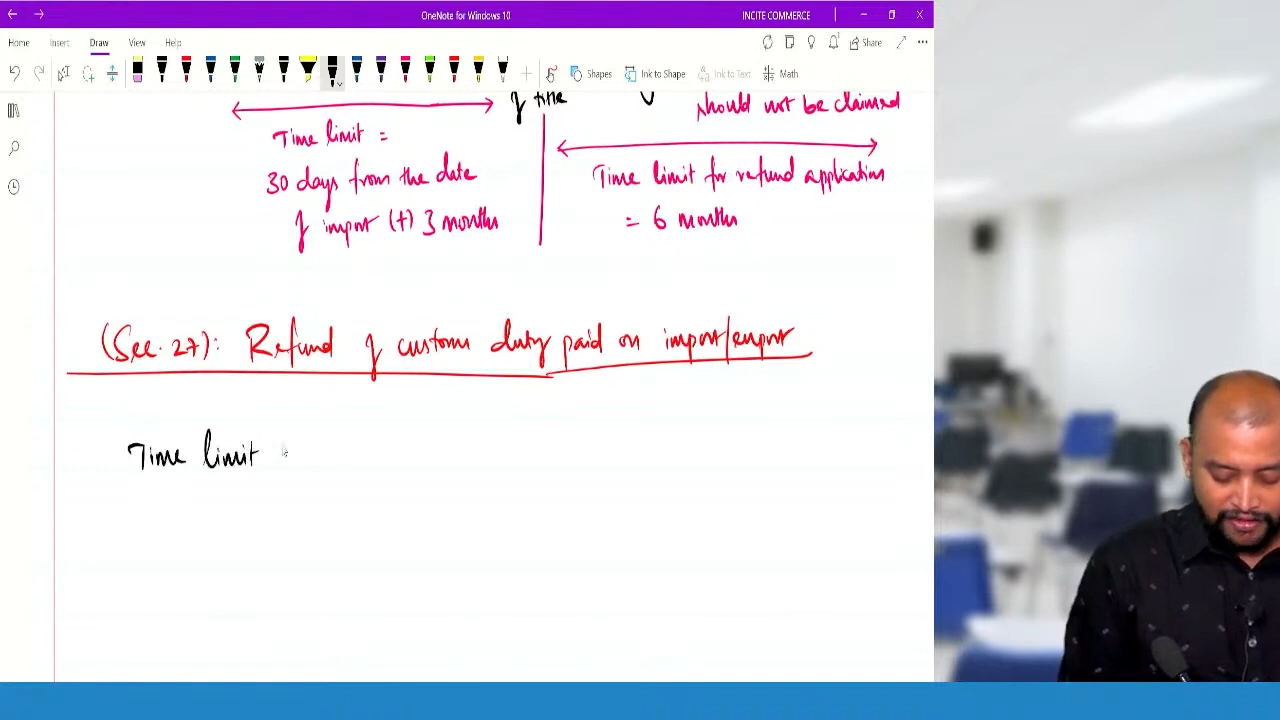 OneNote for Windows 10
INCITE COMMERCE
Home Insert Draw View Help
Share
Shapes Ink to Shape Ink to Text Math
of title
should not be claimed
Time limit =
30 days from the date
of import (+) 3 months
Time limit for refund application
= 6 months
(Sec. 27): Refund of custom duty paid on import/export
Time limit